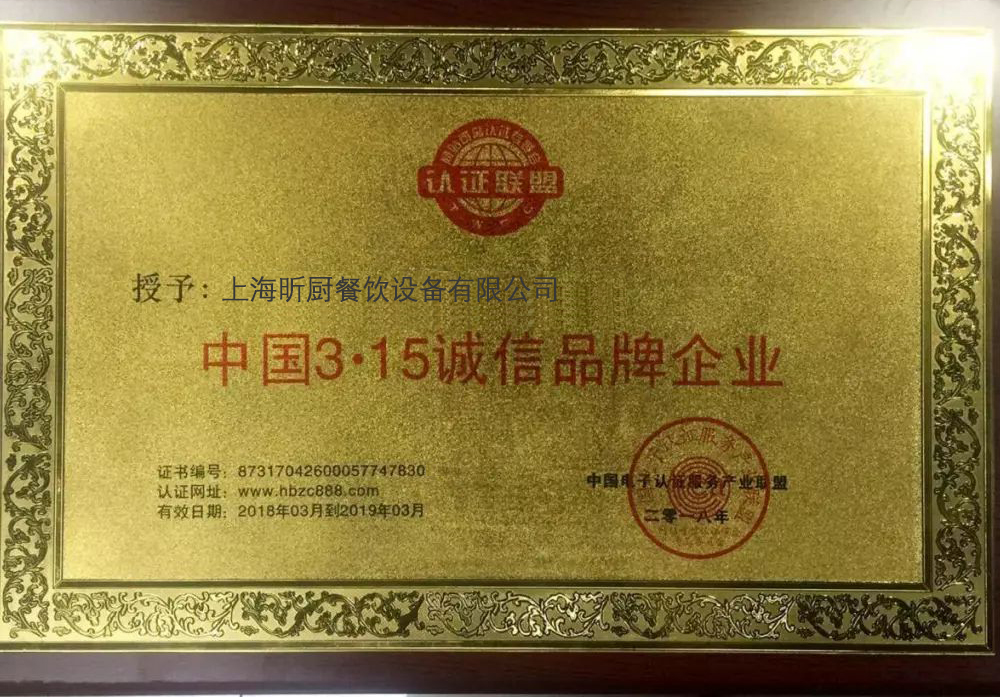 认证联盟
授予：上海昕厨餐饮设备有限公司
中国3·15诚信品牌企业
证书编号：87317042600057747830
认证网址：www.hbzc888.com
有效日期：2018年03月到2019年03月
中国电子认证服务产业联盟
二零一八年